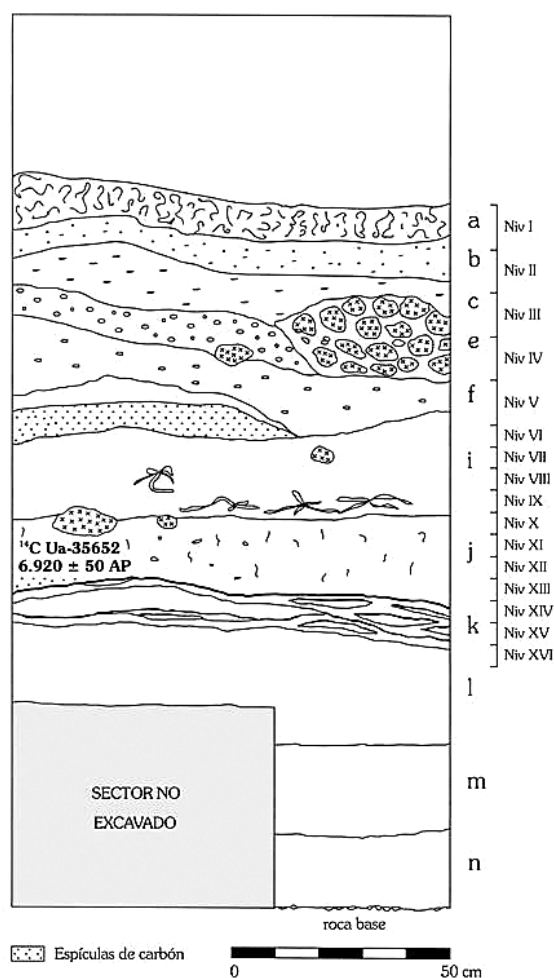 a
b
c
e
f
i
j
k
l
m
n
Niv I
Niv II
Niv III
Niv IV
Niv V
Niv VI
Niv VII
Niv VIII
Niv IX
Niv X
Niv XI
Niv XII
Niv XIII
Niv XIV
Niv XV
Niv XVI
¹⁴C Ua-35652
6.920 ± 50 AP
SECTOR NO
EXCAVADO
roca base
Espículas de carbón
0 50 cm